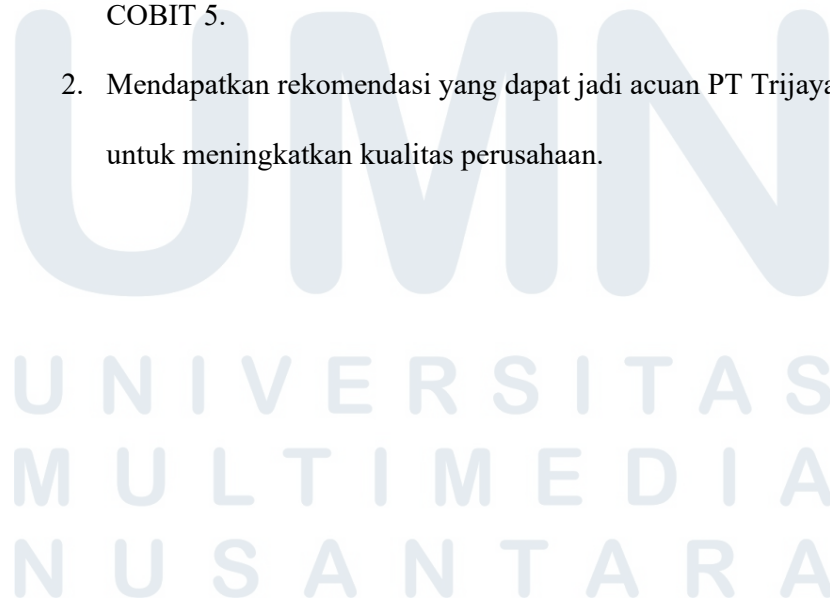 COBIT 5.
2. Mendapatkan rekomendasi yang dapat jadi acuan PT Trijaya
untuk meningkatkan kualitas perusahaan.
UMN
UNIVERSITAS
MULTIMEDIA
NUSANTARA